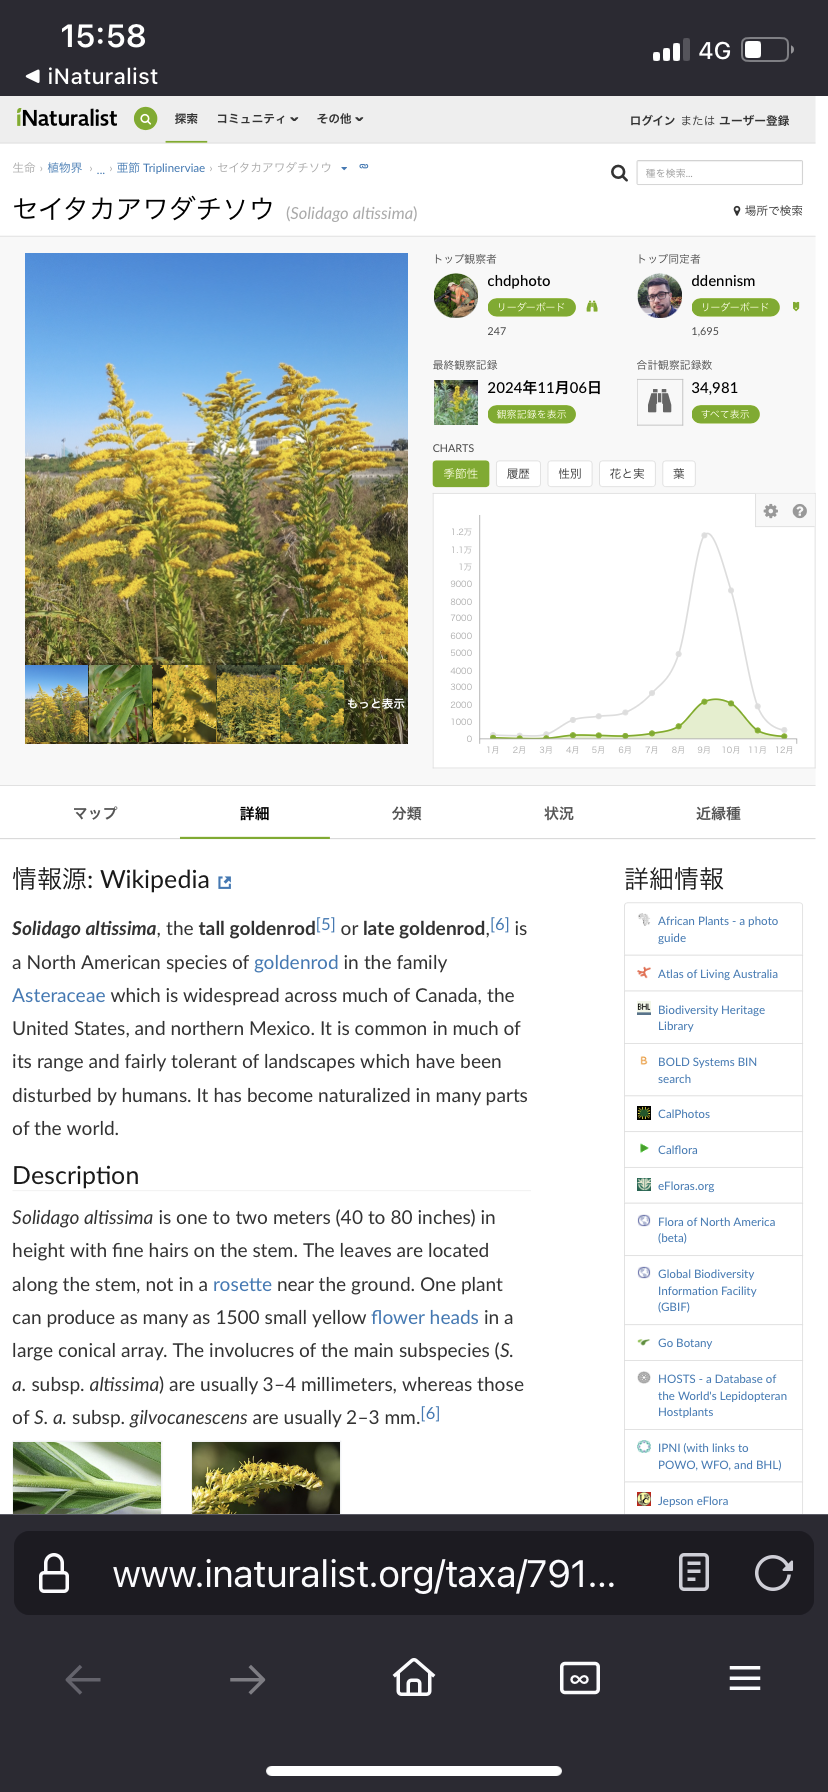 15:58
4G
◀ iNaturalist
iNaturalist
探索
コミュニティ
その他
ログイン または ユーザー登録
生命 › 植物界 › ... › 亜節 Triplinerviae › セイタカアワダチソウ
種を検索...
セイタカアワダチソウ (Solidago altissima)
場所で検索
トップ観察者
chdphoto
リーダーボード
247
トップ同定者
ddennism
リーダーボード
1,695
最終観察記録
2024年11月06日
観察記録を表示
合計観察記録数
34,981
すべて表示
もっと表示
CHARTS
季節性
履歴
性別
花と実
葉
1.2万
1.1万
1万
9000
8000
7000
6000
5000
4000
3000
2000
1000
0
1月 2月 3月 4月 5月 6月 7月 8月 9月 10月 11月 12月
マップ
詳細
分類
状況
近縁種
情報源: Wikipedia
Solidago altissima, the tall goldenrod[5] or late goldenrod,[6] is
a North American species of goldenrod in the family
Asteraceae which is widespread across much of Canada, the
United States, and northern Mexico. It is common in much of
its range and fairly tolerant of landscapes which have been
disturbed by humans. It has become naturalized in many parts
of the world.
Description
Solidago altissima is one to two meters (40 to 80 inches) in
height with fine hairs on the stem. The leaves are located
along the stem, not in a rosette near the ground. One plant
can produce as many as 1500 small yellow flower heads in a
large conical array. The involucres of the main subspecies (S.
a. subsp. altissima) are usually 3–4 millimeters, whereas those
of S. a. subsp. gilvocanescens are usually 2–3 mm.[6]
詳細情報
African Plants - a photo
guide
Atlas of Living Australia
BHL
Biodiversity Heritage
Library
B
BOLD Systems BIN
search
CalPhotos
Calflora
eFloras.org
Flora of North America
(beta)
Global Biodiversity
Information Facility
(GBIF)
Go Botany
HOSTS - a Database of
the World's Lepidopteran
Hostplants
IPNI (with links to
POWO, WFO, and BHL)
Jepson eFlora
www.inaturalist.org/taxa/791...